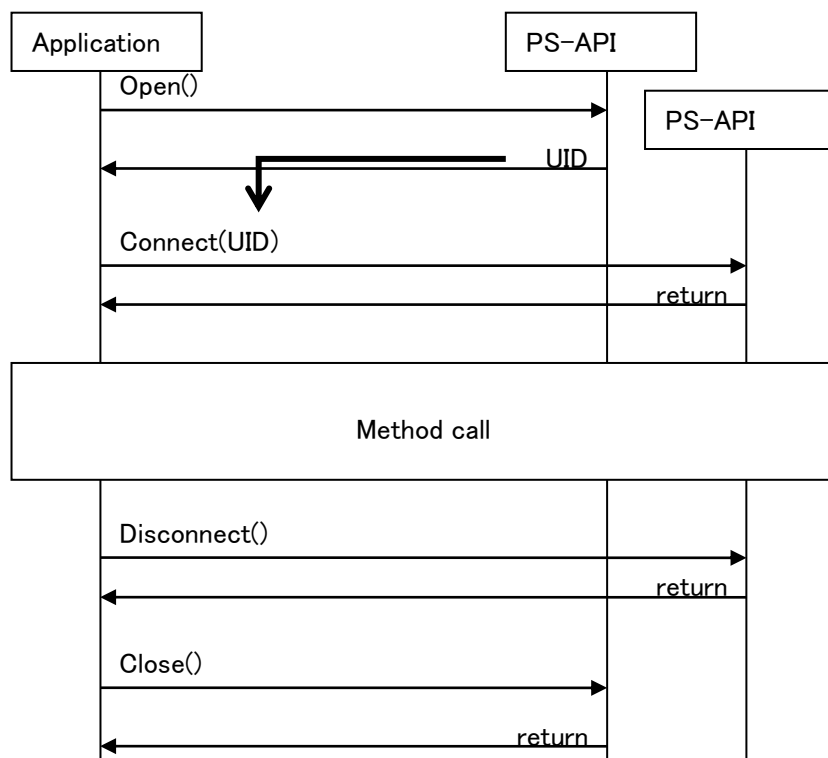 Application
PS-API
Open()
PS-API
UID
Connect(UID)
return
Method call
Disconnect()
return
Close()
return